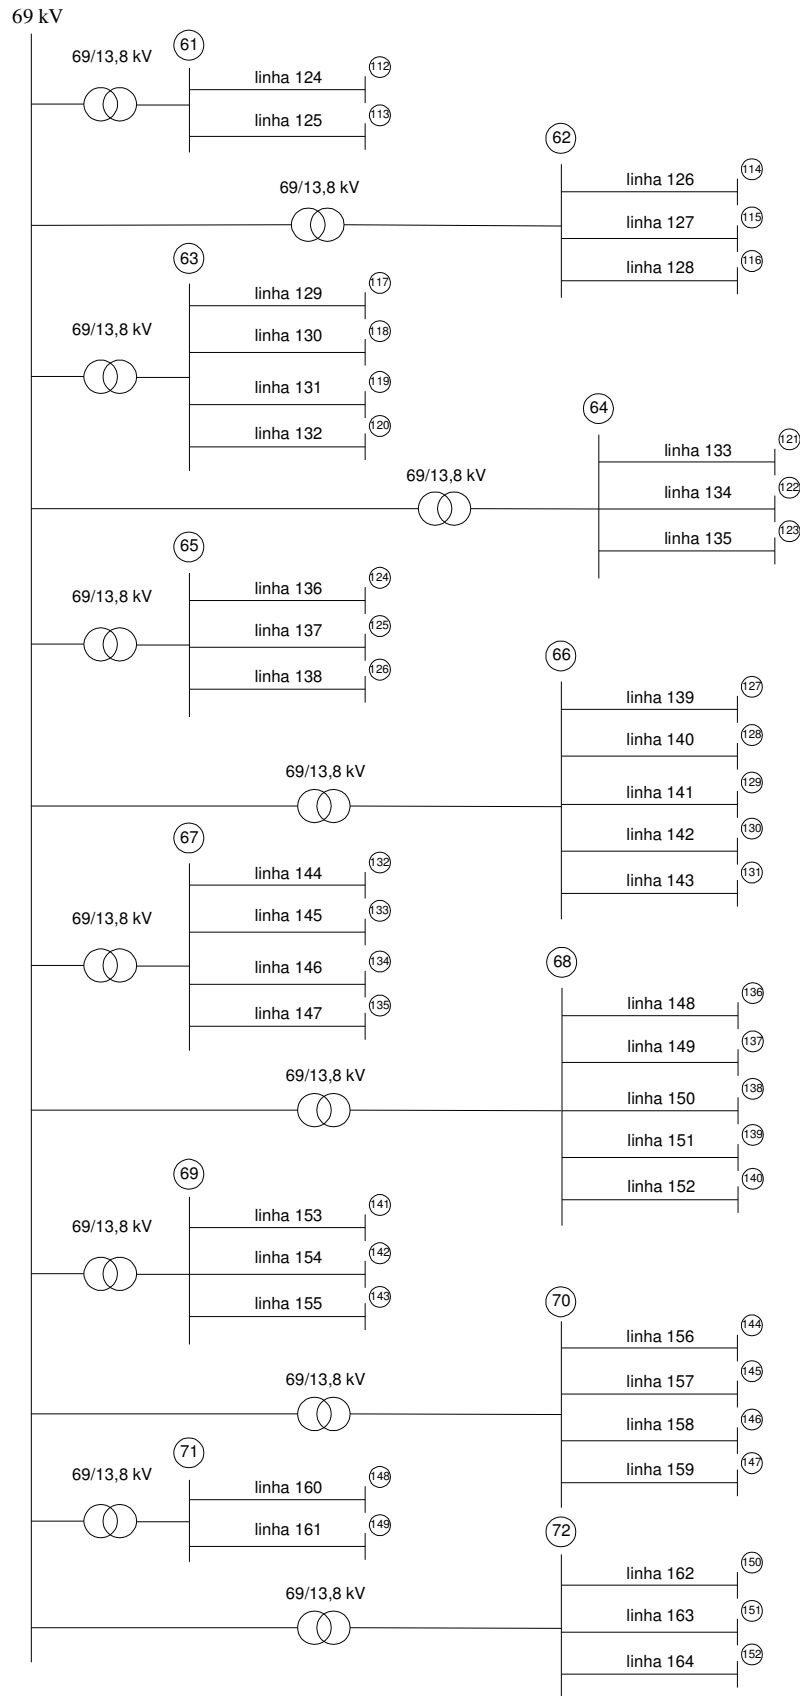 69 kV
61
69/13,8 kV
112
linha 124
113
linha 125
62
114
linha 126
69/13,8 kV
115
linha 127
63
116
linha 128
117
linha 129
69/13,8 kV
118
linha 130
119
linha 131
64
120
linha 132
121
linha 133
69/13,8 kV
122
linha 134
123
linha 135
65
124
linha 136
69/13,8 kV
125
linha 137
66
126
linha 138
127
linha 139
128
linha 140
69/13,8 kV
129
linha 141
67
130
linha 142
132
linha 144
131
linha 143
133
linha 145
69/13,8 kV
134
linha 146
68
135
linha 147
136
linha 148
137
linha 149
69/13,8 kV
138
linha 150
139
linha 151
69
140
linha 152
141
linha 153
69/13,8 kV
142
linha 154
143
linha 155
70
144
linha 156
69/13,8 kV
145
linha 157
146
linha 158
71
147
linha 159
69/13,8 kV
148
linha 160
149
linha 161
72
150
linha 162
69/13,8 kV
151
linha 163
152
linha 164